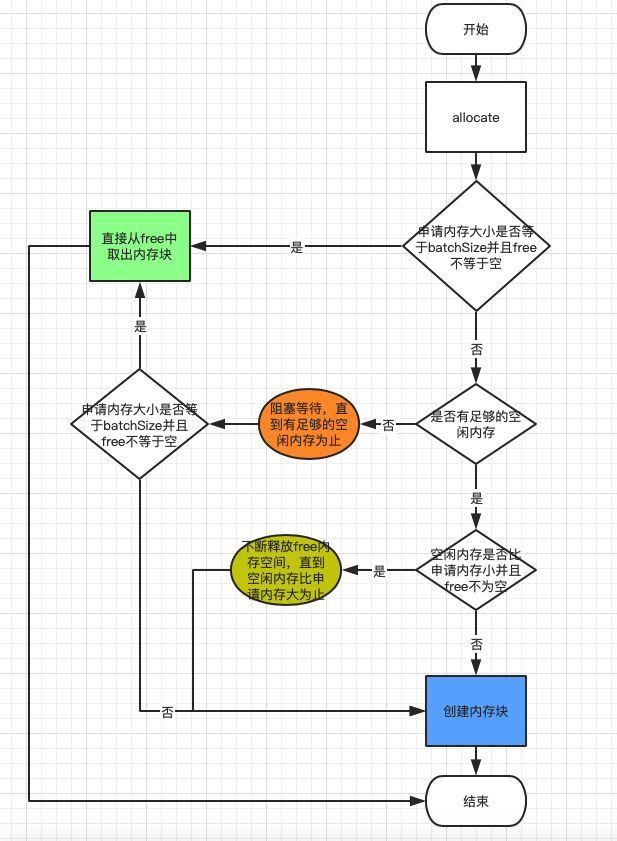 开始
allocate
申请内存大小是否等
于batchSize并且free
不等于空
是
直接从free中
取出内存块
否
是
是否有足够的空
闲内存
否
阻塞等待，直
到有足够的空
闲内存为止
申请内存大小是否等
于batchSize并且
free不等于空
是
空闲内存是否比
申请内存小并且
free不为空
是
不断释放free内
存空间，直到
空闲内存比申
请内存大为止
否
否
创建内存块
结束